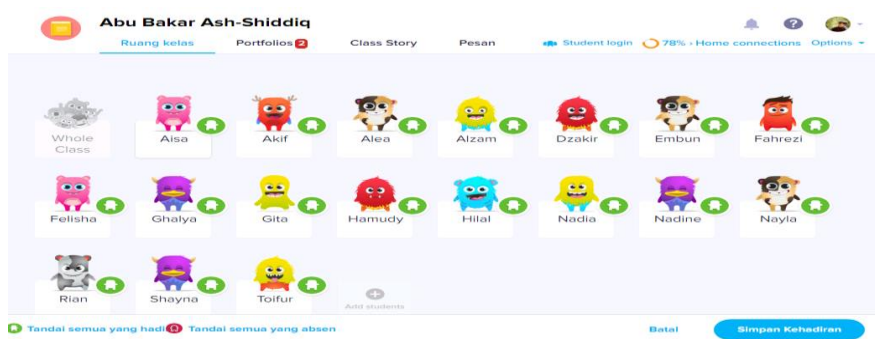 Abu Bakar Ash-Shiddiq
Ruang kelas Portfolios 2 Class Story Pesan Student login 78% › Home connections Options
Whole Class Aisa Akif Alea Alzam Dzakir Embun Fahrezi
Felisha Ghalya Gita Hamudy Hilal Nadia Nadine Nayla
Rian Shayna Toifur Add students
Tandai semua yang hadi Tandai semua yang absen Batal Simpan Kehadiran